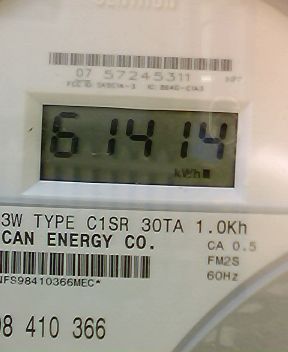 CENTRON
07 57245311
61414
kWh
3W TYPE C1SR 30TA 1.0Kh
CAN ENERGY CO.
CA 0.5
FM2S
60Hz
NFS98410366MEC*
98 410 366